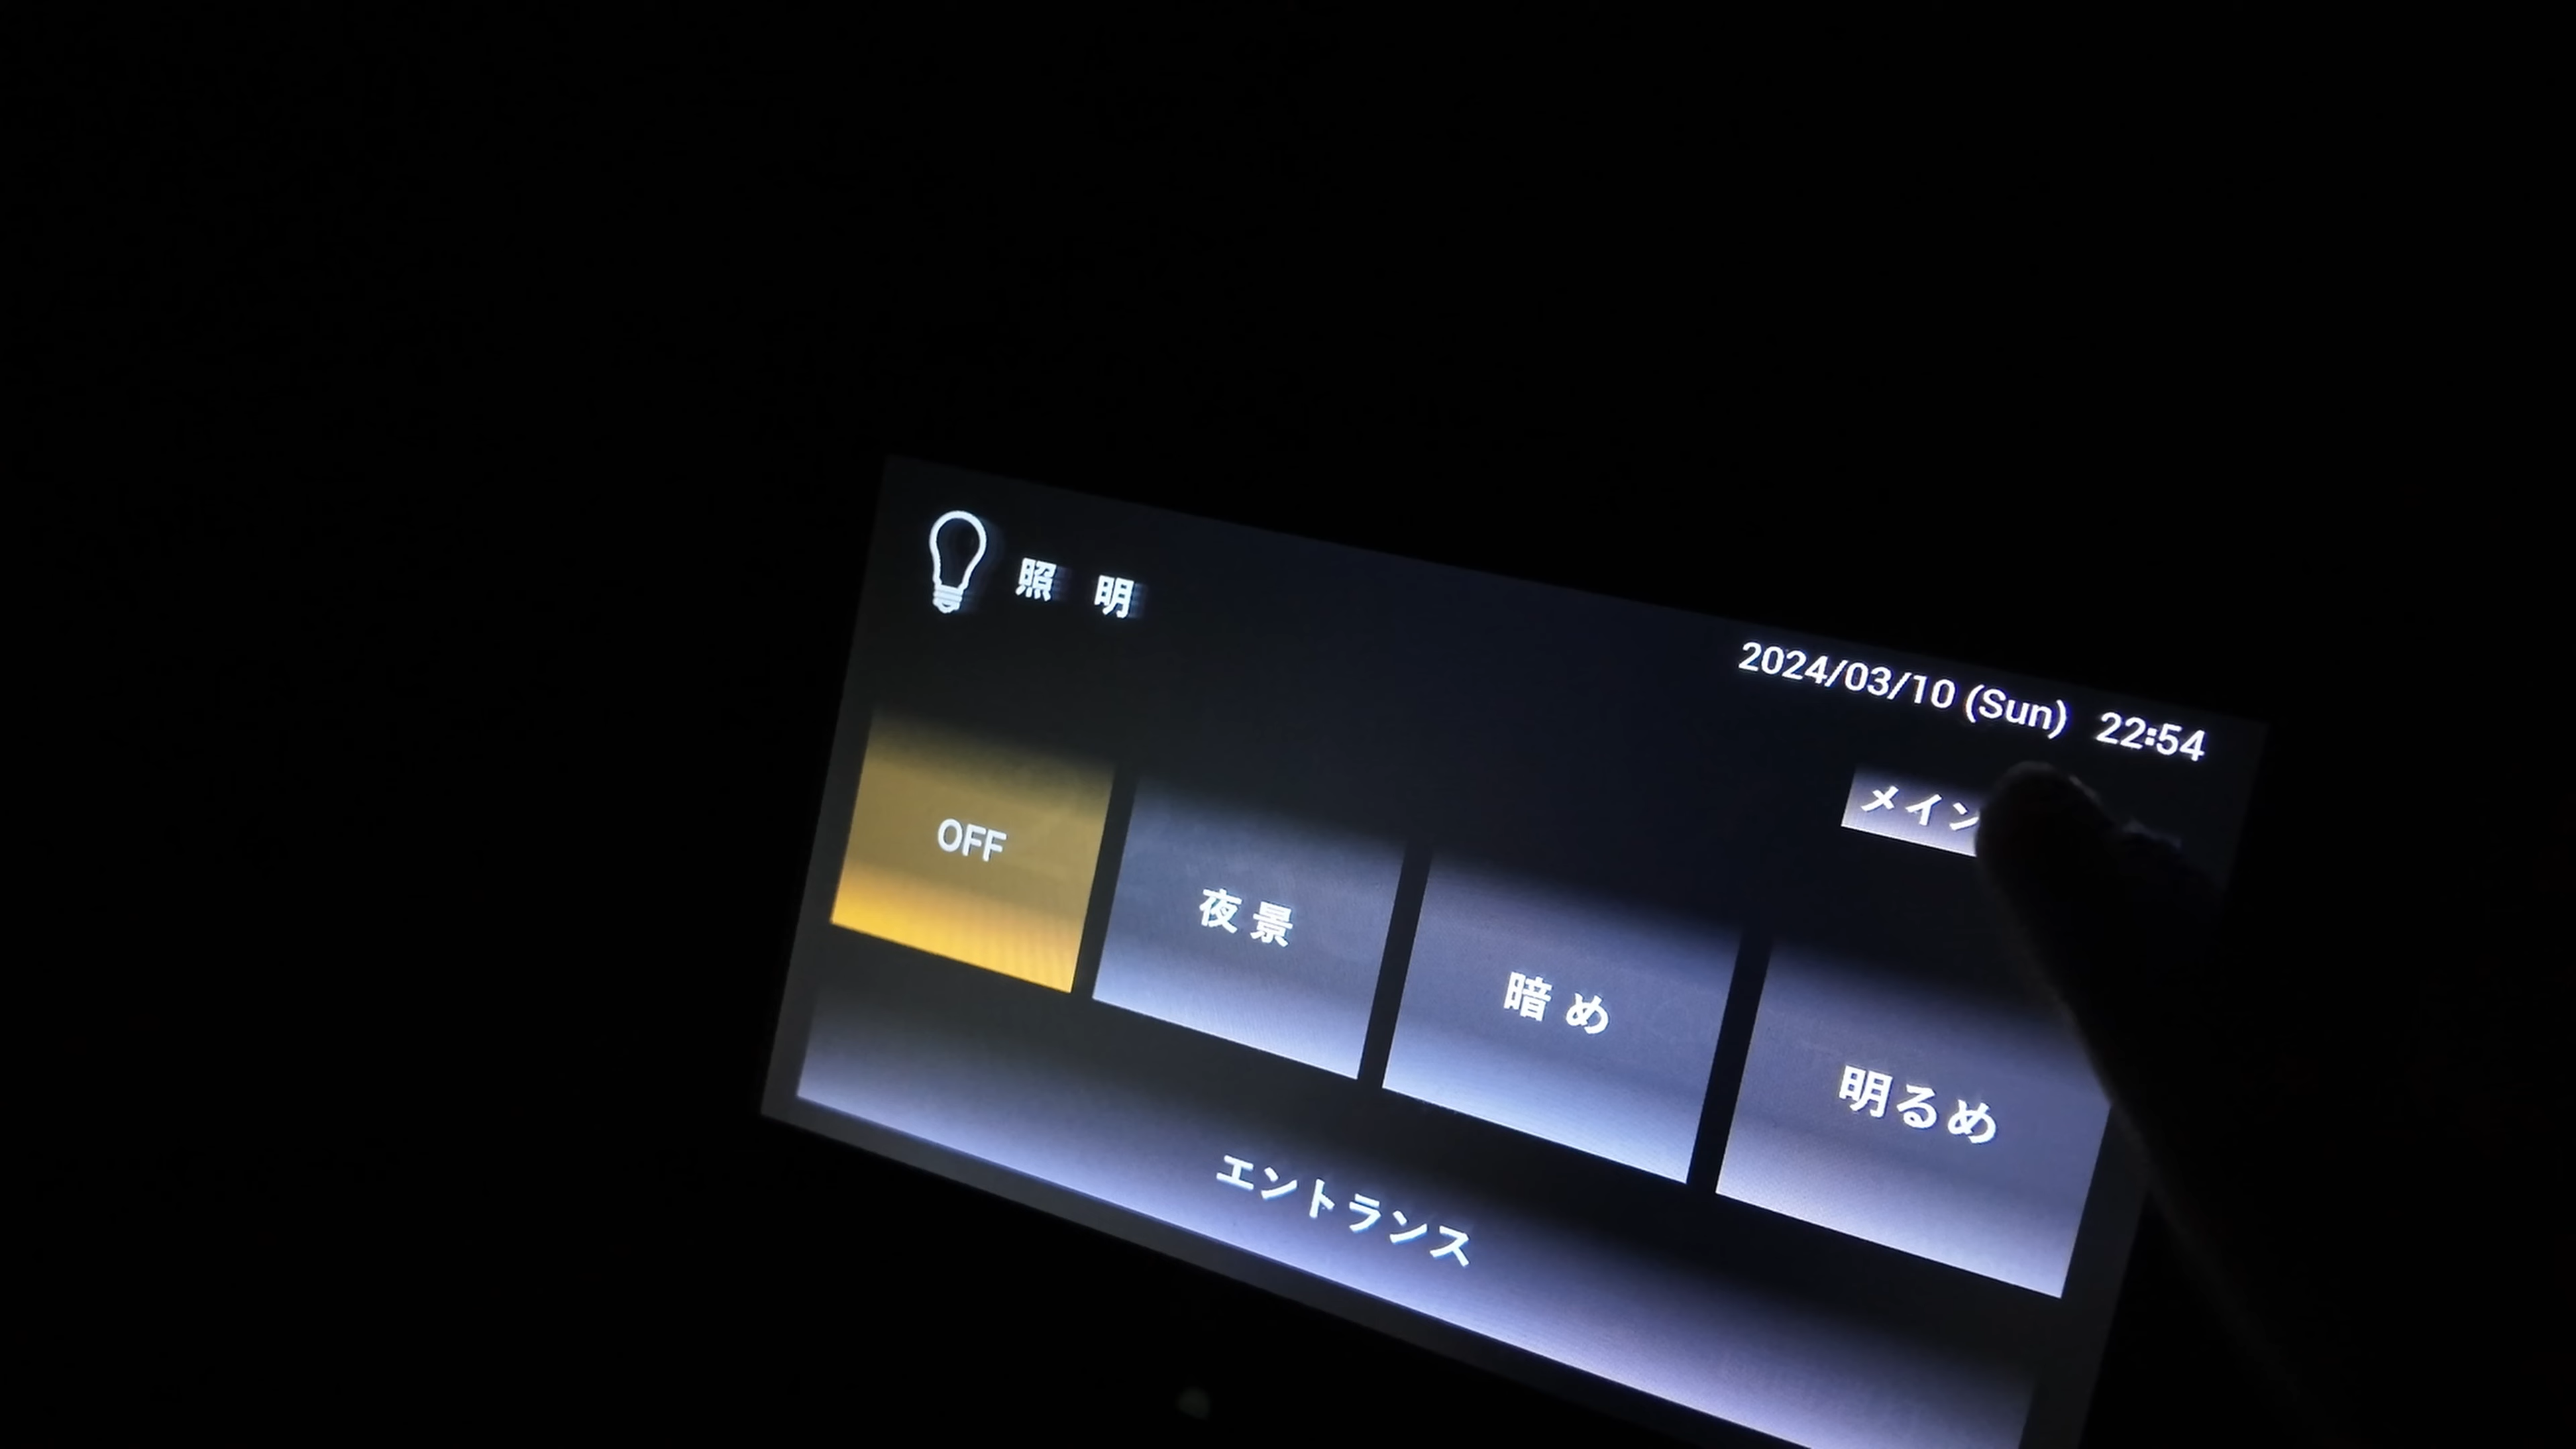 照 明
2024/03/10 (Sun) 22:54
メイン
OFF
夜景
暗め
明るめ
エントランス